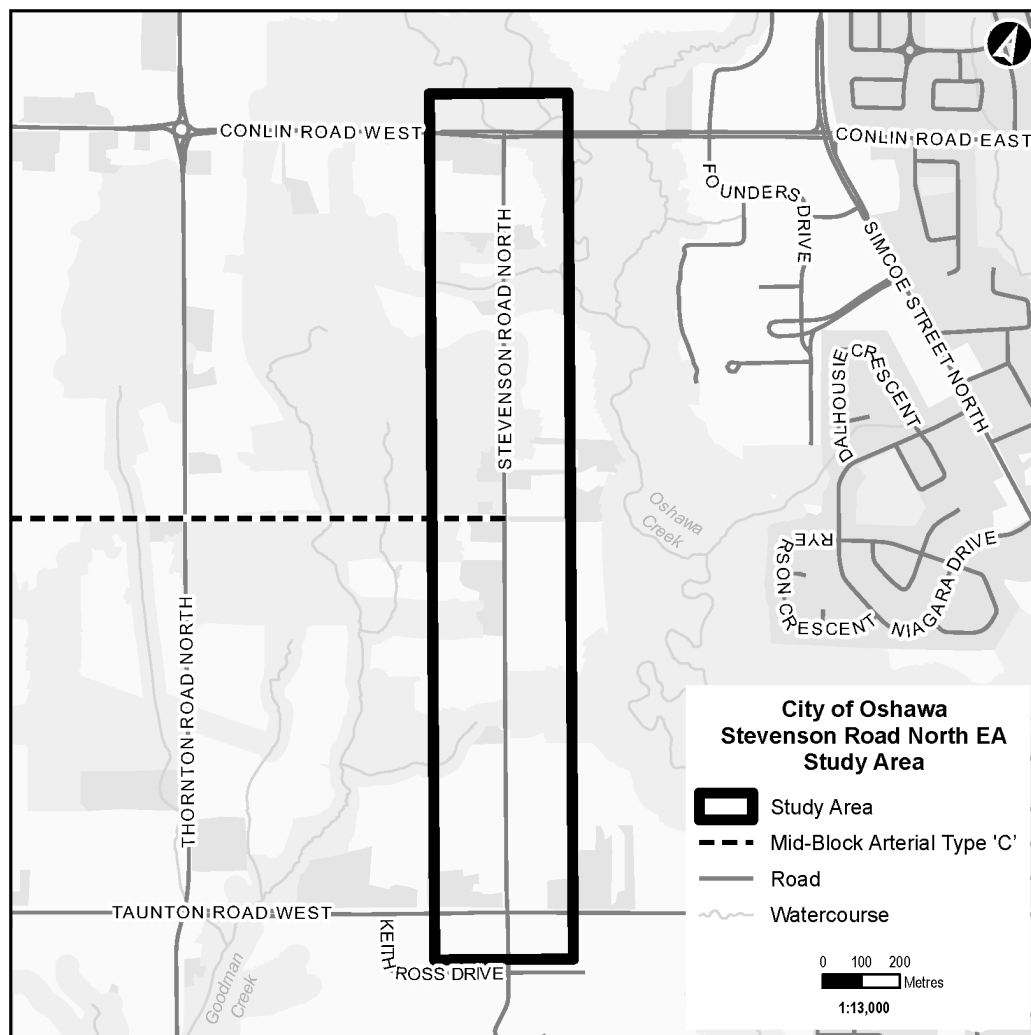 CONLIN ROAD WEST
CONLIN ROAD EAST
FOUNDERS DRIVE
SIMCOE STREET NORTH
STEVENSON ROAD NORTH
DALHOUSIE CRESCENT
Oshawa
Creek
RYERSON CRESCENT
NIAGARA DRIVE
THORNTON ROAD NORTH
TAUNTON ROAD WEST
KEITH ROSS DRIVE
Goodman
Creek
City of Oshawa
Stevenson Road North EA
Study Area
Study Area
Mid-Block Arterial Type 'C'
Road
Watercourse
0 100 200
Metres
1:13,000